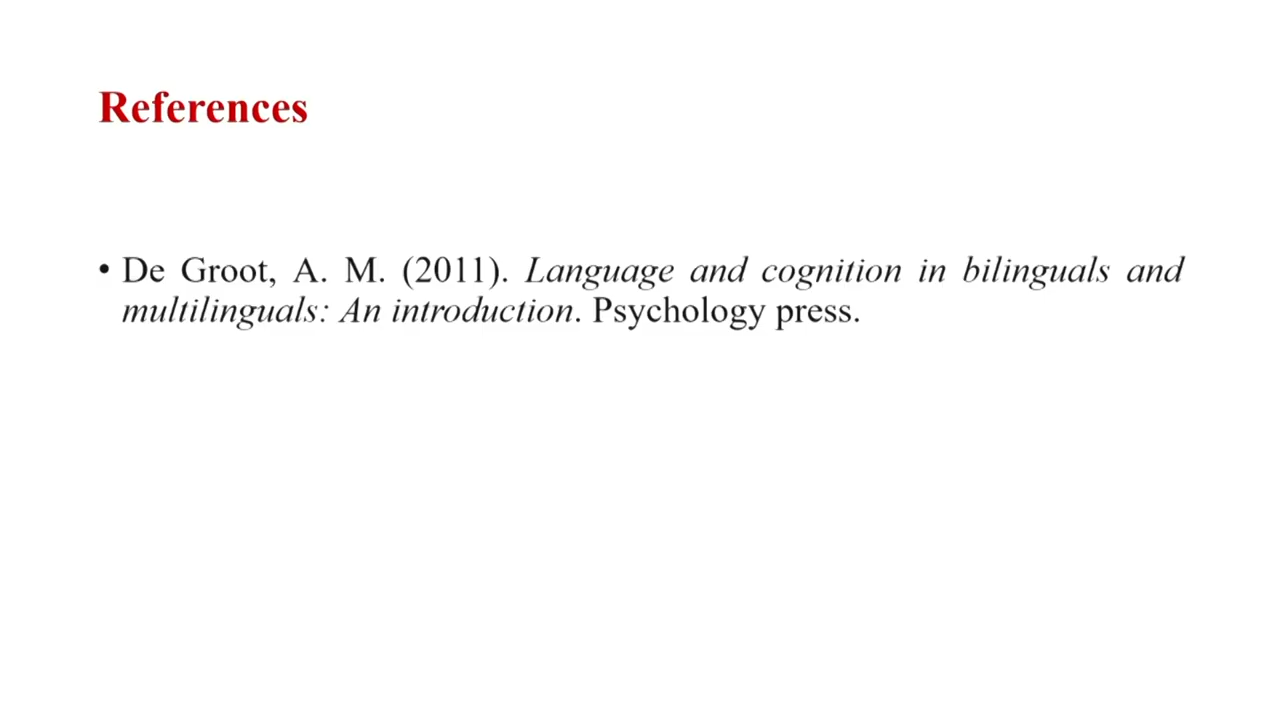 References
• De Groot, A. M. (2011). Language and cognition in bilinguals and
multilinguals: An introduction. Psychology press.